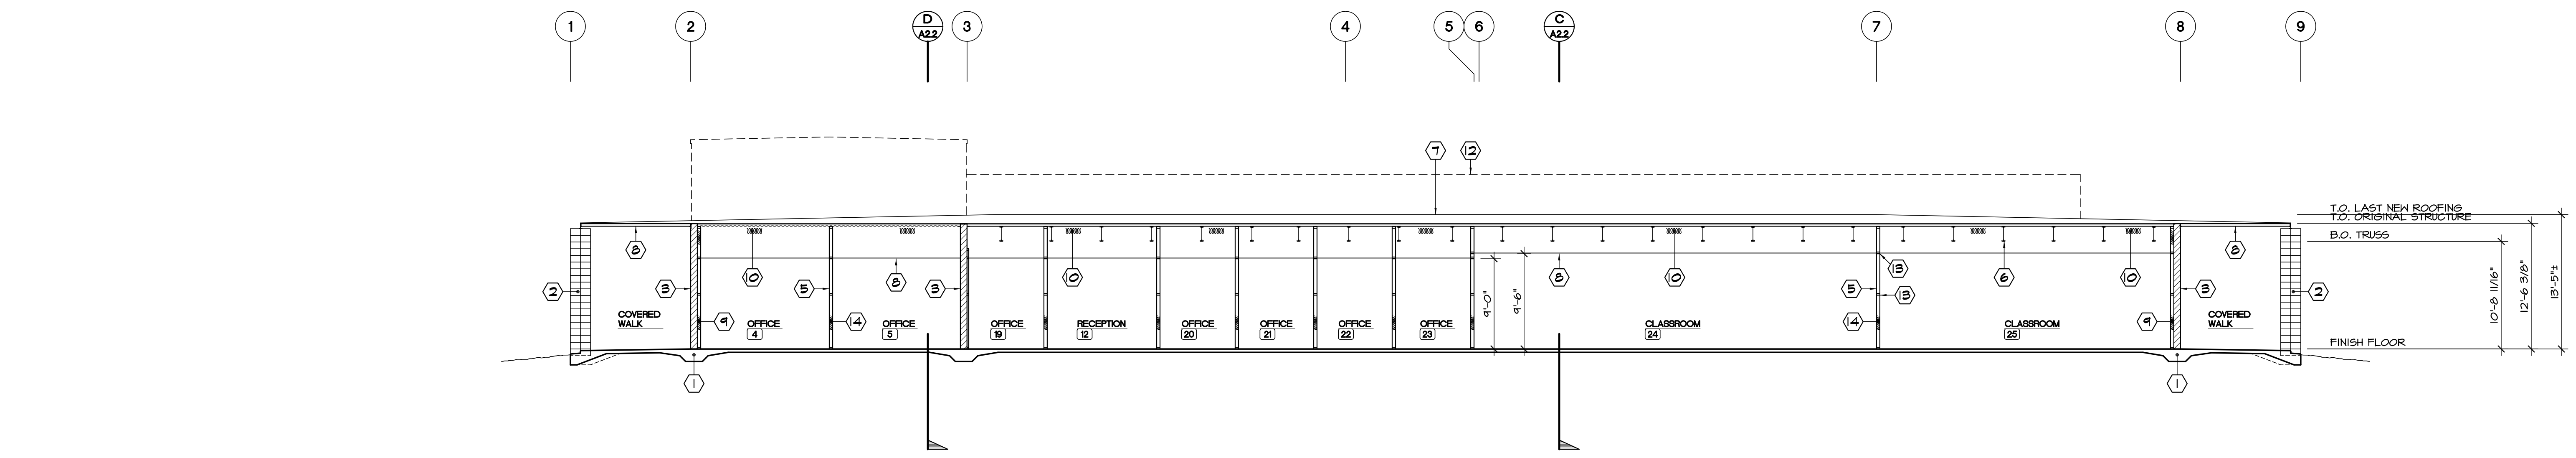 1
2
D
A2.2
3
4
5
6
C
A2.2
7
8
9
7
12
T.O. LAST NEW ROOFING
T.O. ORIGINAL STRUCTURE
B.O. TRUSS
8
10
8
10
8
10
13
6
10
8
2
3
5
3
5
13
3
2
9'-0"
9'-6"
10'-8 11/16"
12'-6 3/8"
13'-5"±
COVERED
WALK
9
OFFICE
4
14
OFFICE
5
OFFICE
19
RECEPTION
12
OFFICE
20
OFFICE
21
OFFICE
22
OFFICE
23
CLASSROOM
24
14
CLASSROOM
25
9
COVERED
WALK
FINISH FLOOR
1
1